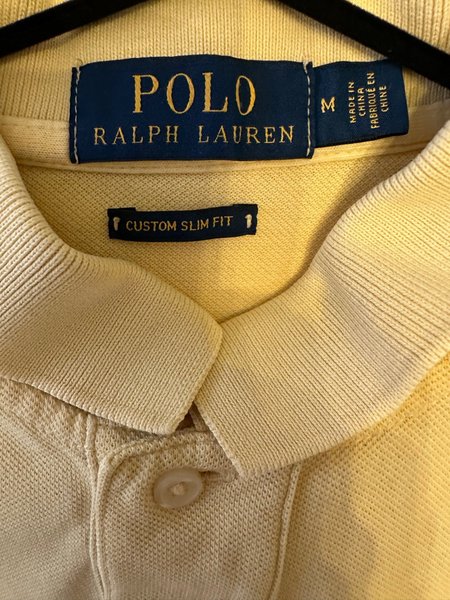 POLO
RALPH LAUREN
M
MADE IN
CHINA
FABRIQUÉ EN
CHINE
CUSTOM SLIM FIT